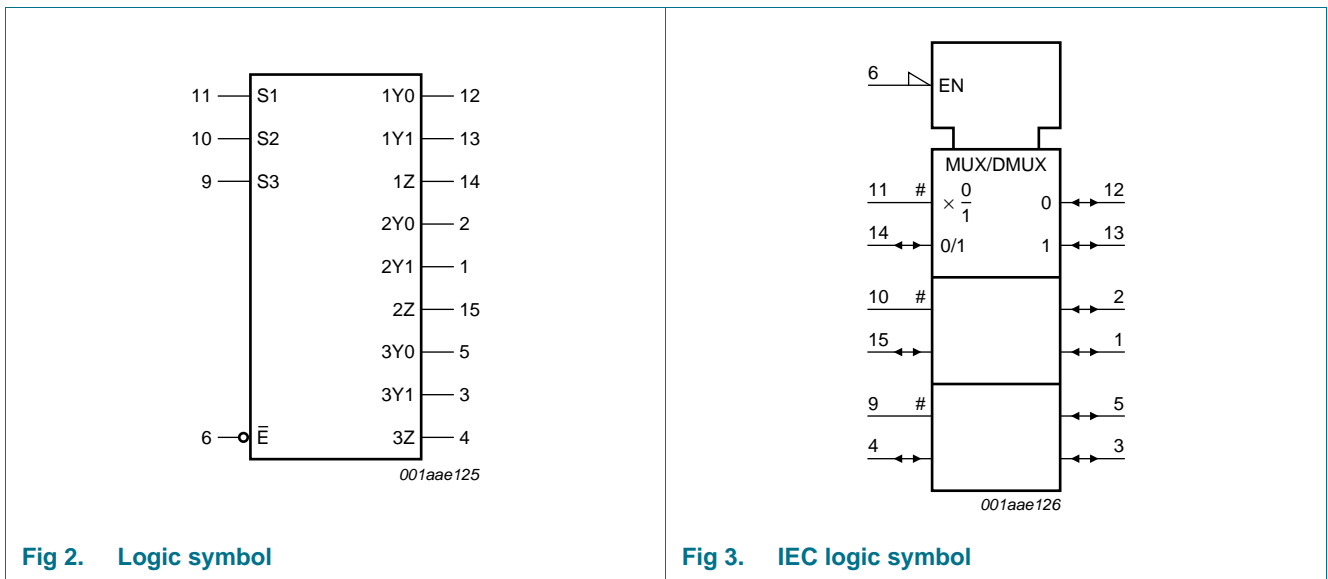 11 S1 1Y0 12
10 S2 1Y1 13
9 S3 1Z 14
2Y0 2
2Y1 1
2Z 15
3Y0 5
3Y1 3
6 E̅ 3Z 4
001aae125
Fig 2. Logic symbol
6 EN
MUX/DMUX
11 # × 0/1 0 12
14 0/1 1 13
10 # 2
15 1
9 # 5
4 3
001aae126
Fig 3. IEC logic symbol